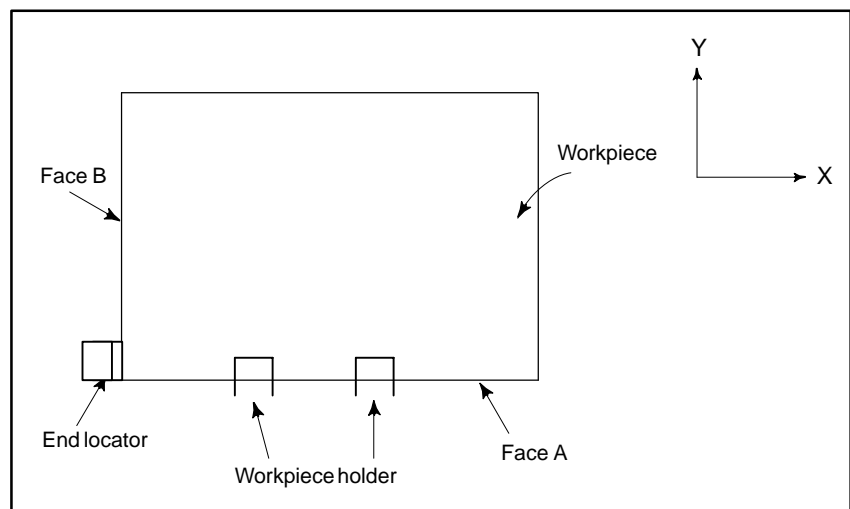 Y
Workpiece
X
Face B
End locator
Workpiece holder
Face A